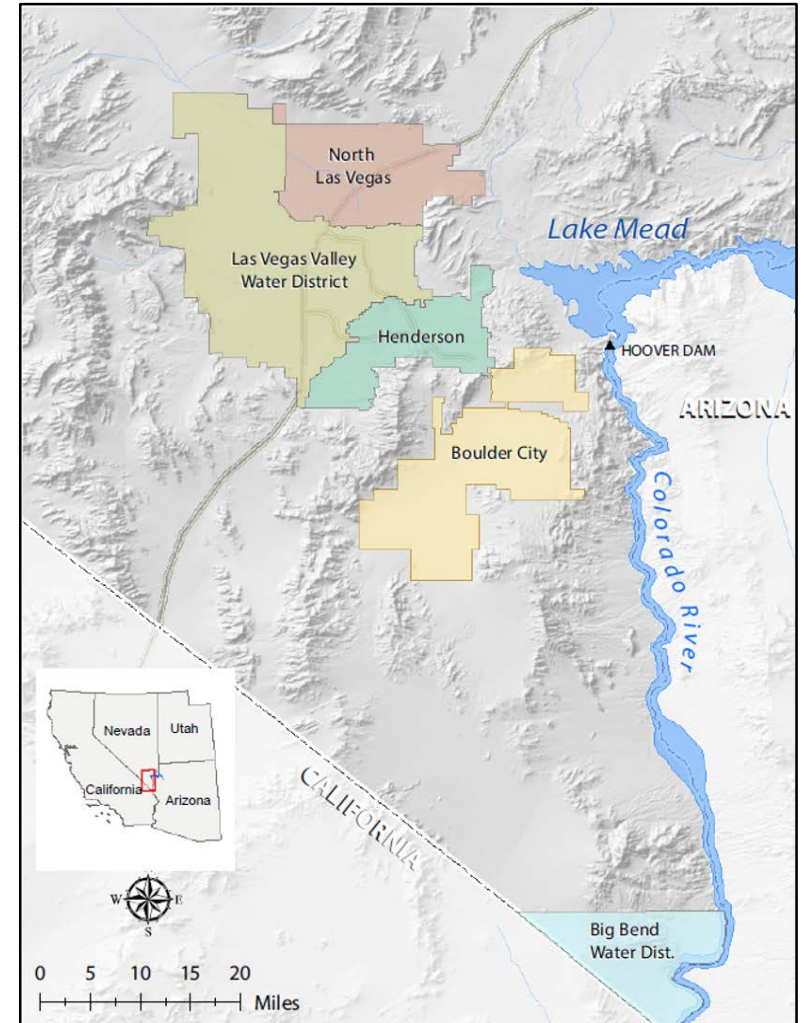 North
Las Vegas
Lake Mead
Las Vegas Valley
Water District
Henderson
HOOVER DAM
ARIZONA
Boulder City
Colorado River
Nevada
Utah
California
Arizona
CALIFORNIA
N
W
E
S
Big Bend
Water Dist.
0 5 10 15 20
Miles